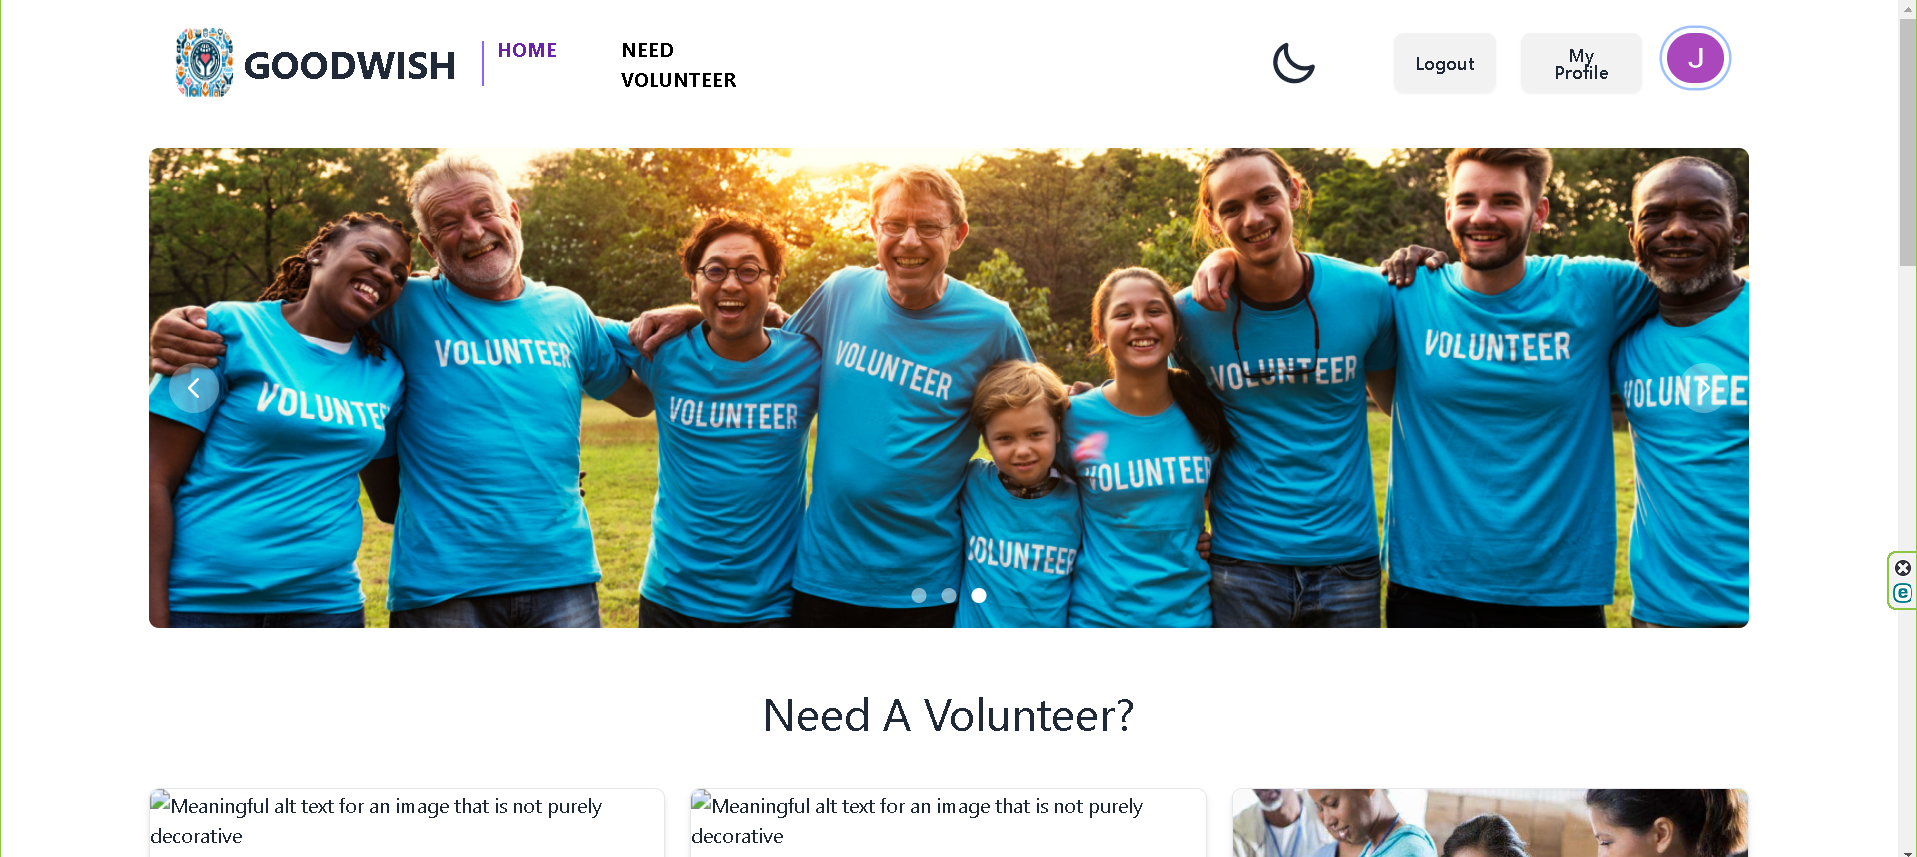 GOODWISH
HOME
NEED
VOLUNTEER
Logout
My
Profile
J
VOLUNTEER
VOLUNTEER
VOLUNTEER
VOLUNTEER
VOLUNTEER
VOLUNTEER
VOLUNTEER
VOLUNTEER
Need A Volunteer?
Meaningful alt text for an image that is not purely
decorative
Meaningful alt text for an image that is not purely
decorative